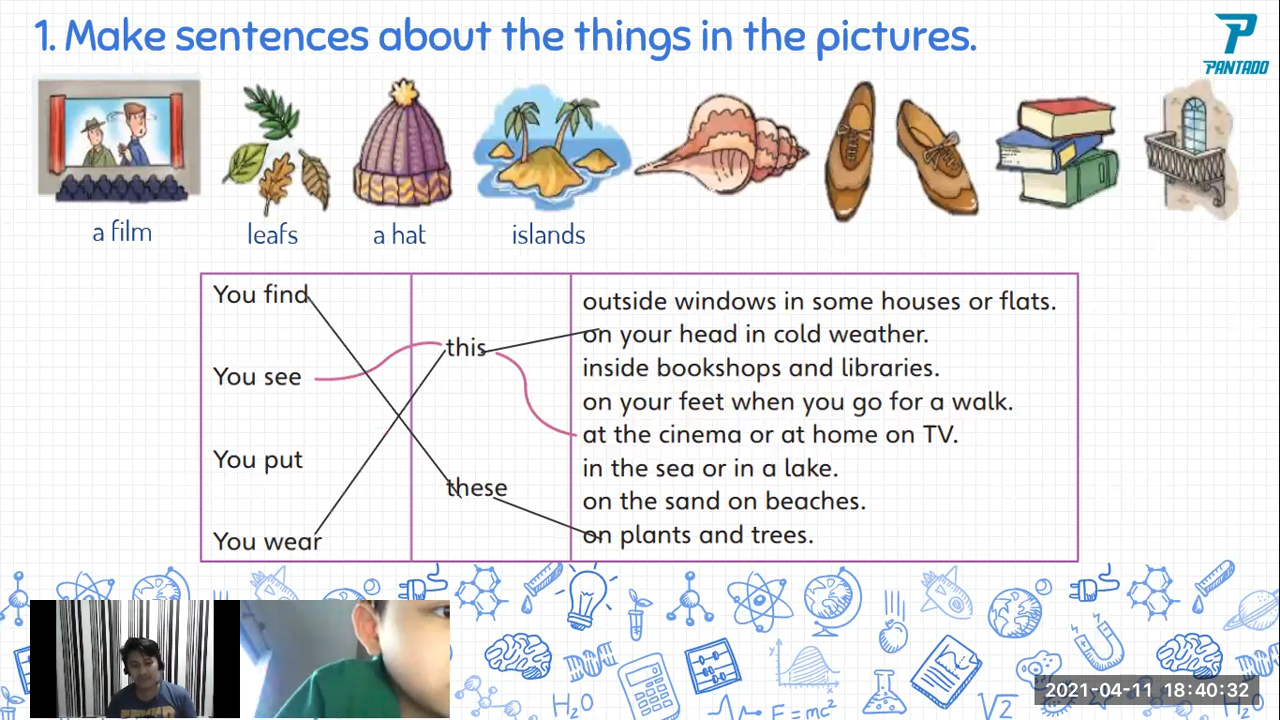 1. Make sentences about the things in the pictures.
PANTADO
a film
leafs
a hat
islands
You find
You see
You put
You wear
this
these
outside windows in some houses or flats.
on your head in cold weather.
inside bookshops and libraries.
on your feet when you go for a walk.
at the cinema or at home on TV.
in the sea or in a lake.
on the sand on beaches.
on plants and trees.
y
x
H₂O
E=mc²
√2
H₂O
2021-04-11 18:40:32